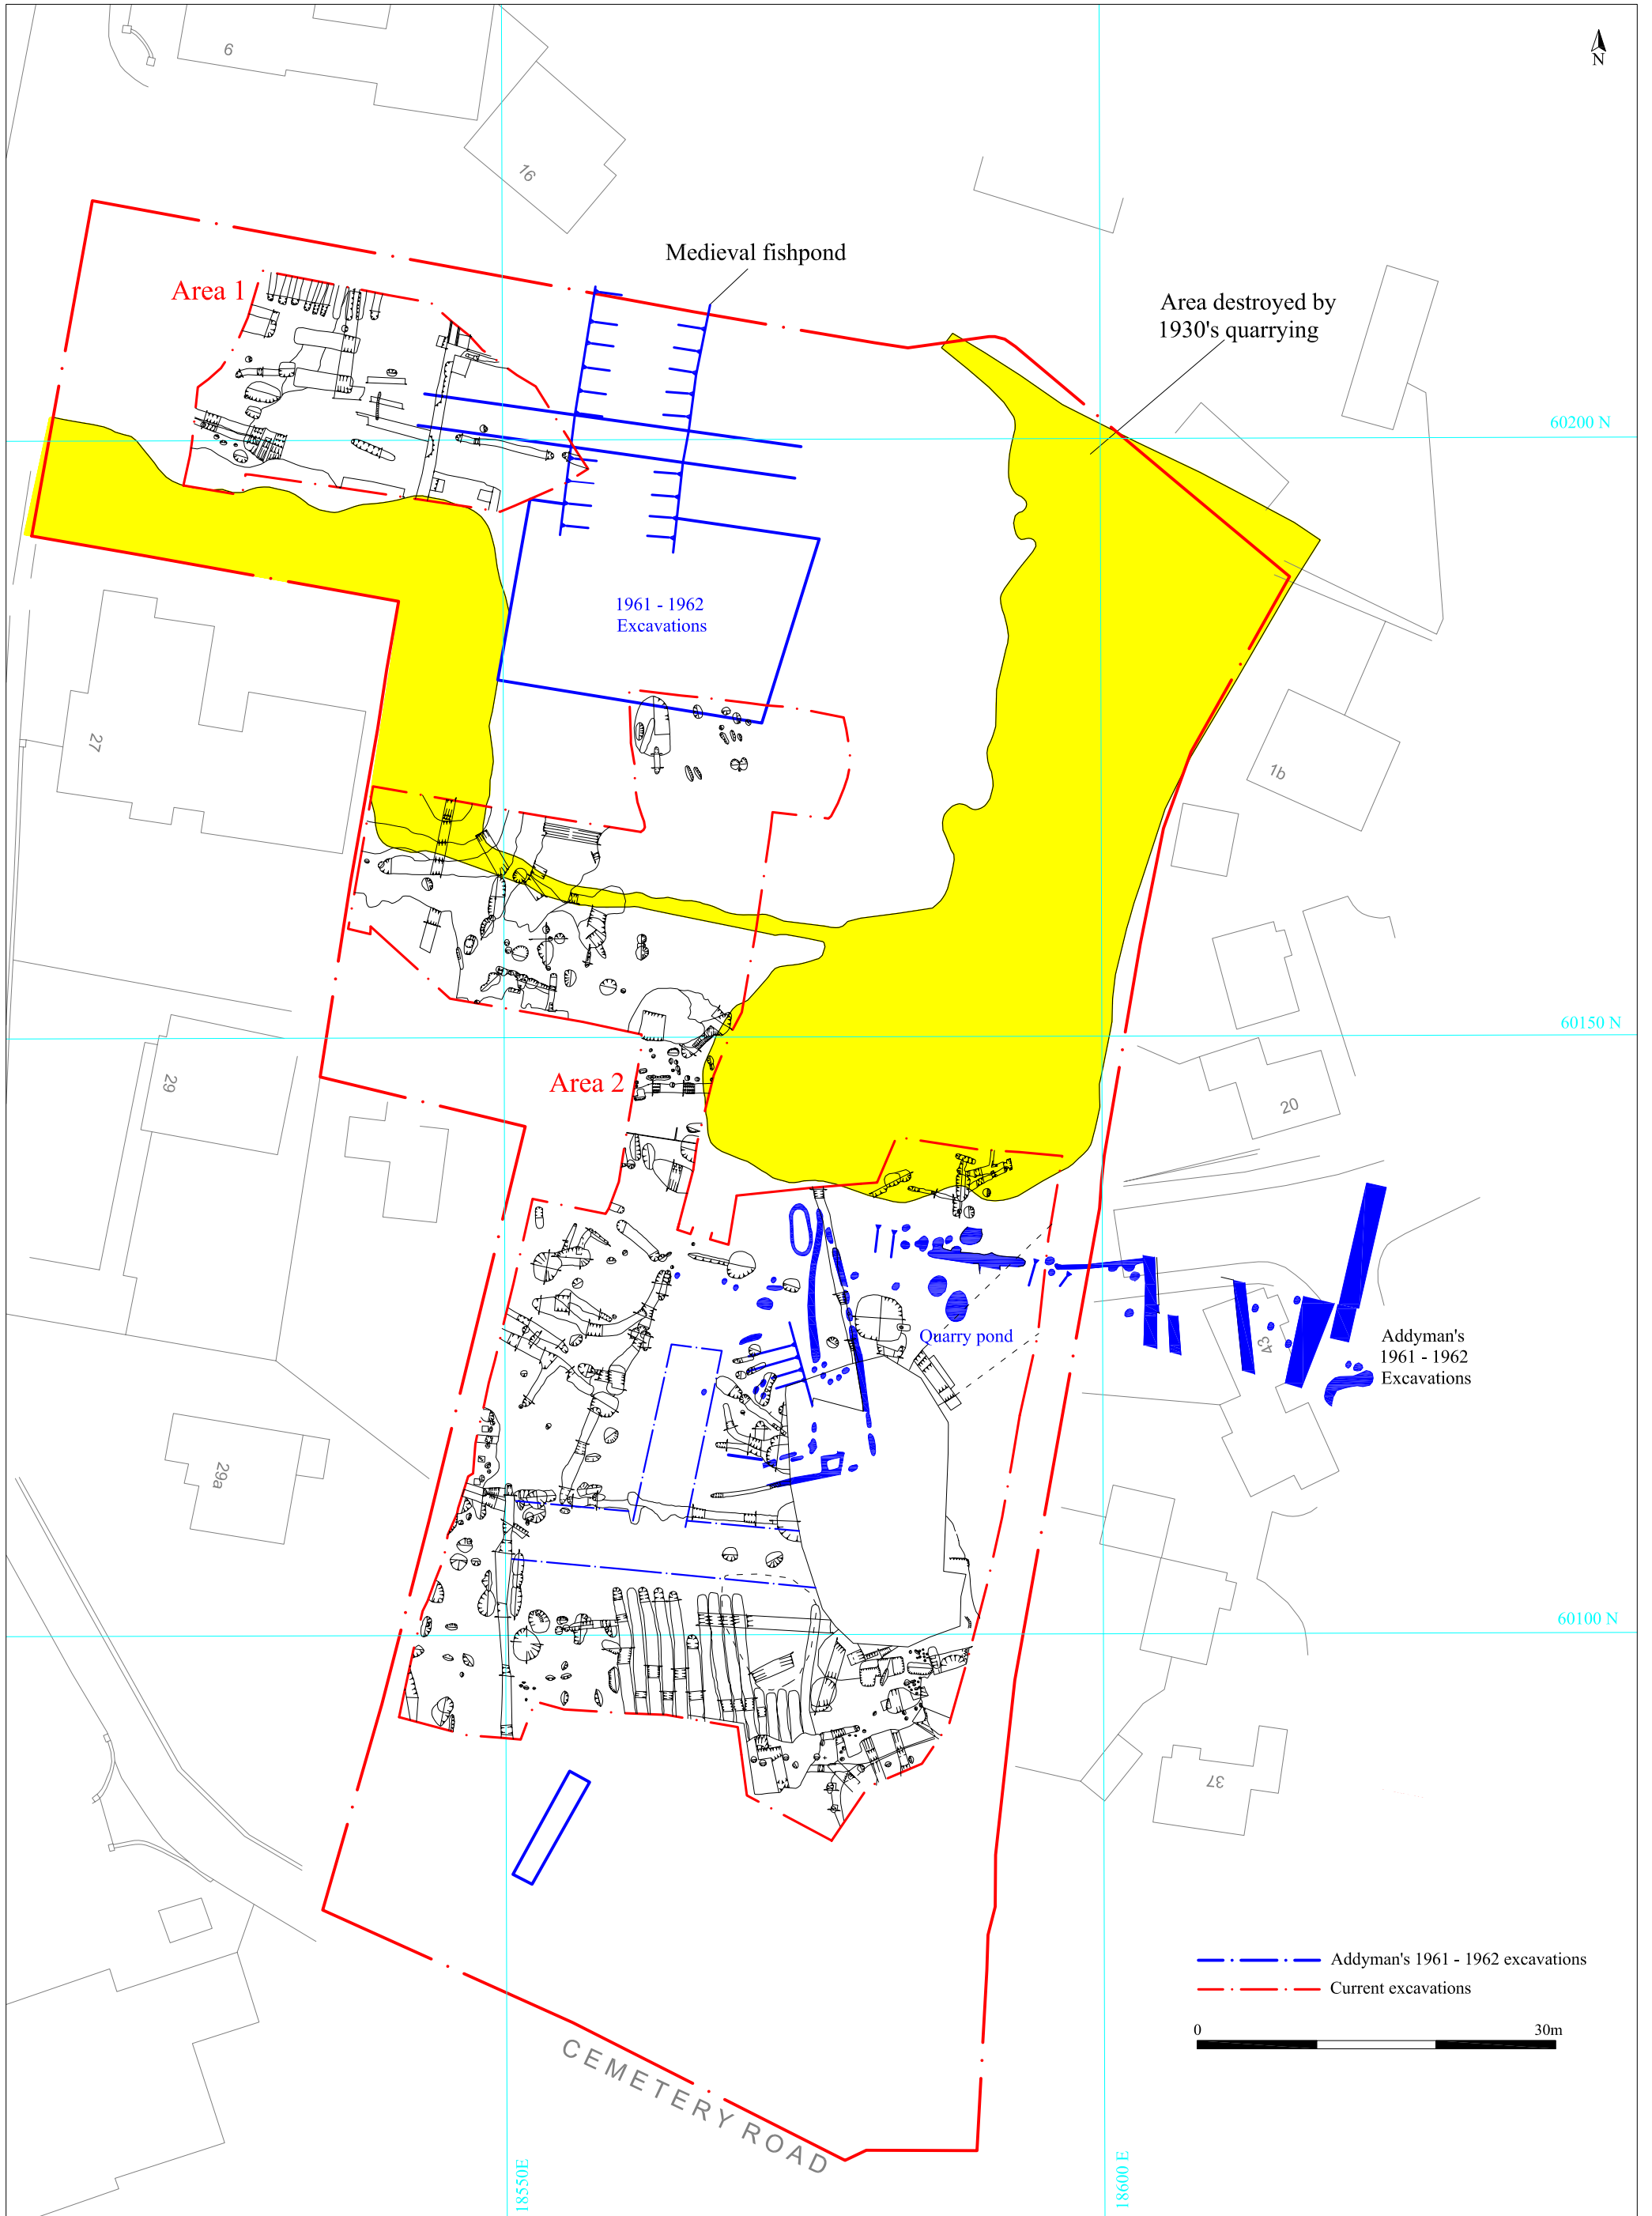 6
N
16
Medieval fishpond
Area 1
Area destroyed by
1930's quarrying
60200 N
1961 - 1962
Excavations
27
1b
60150 N
29
Area 2
20
Quarry pond
43
Addyman's
1961 - 1962
Excavations
29a
60100 N
37
Addyman's 1961 - 1962 excavations
Current excavations
0 30m
CEMETERY ROAD
18550E
18600 E